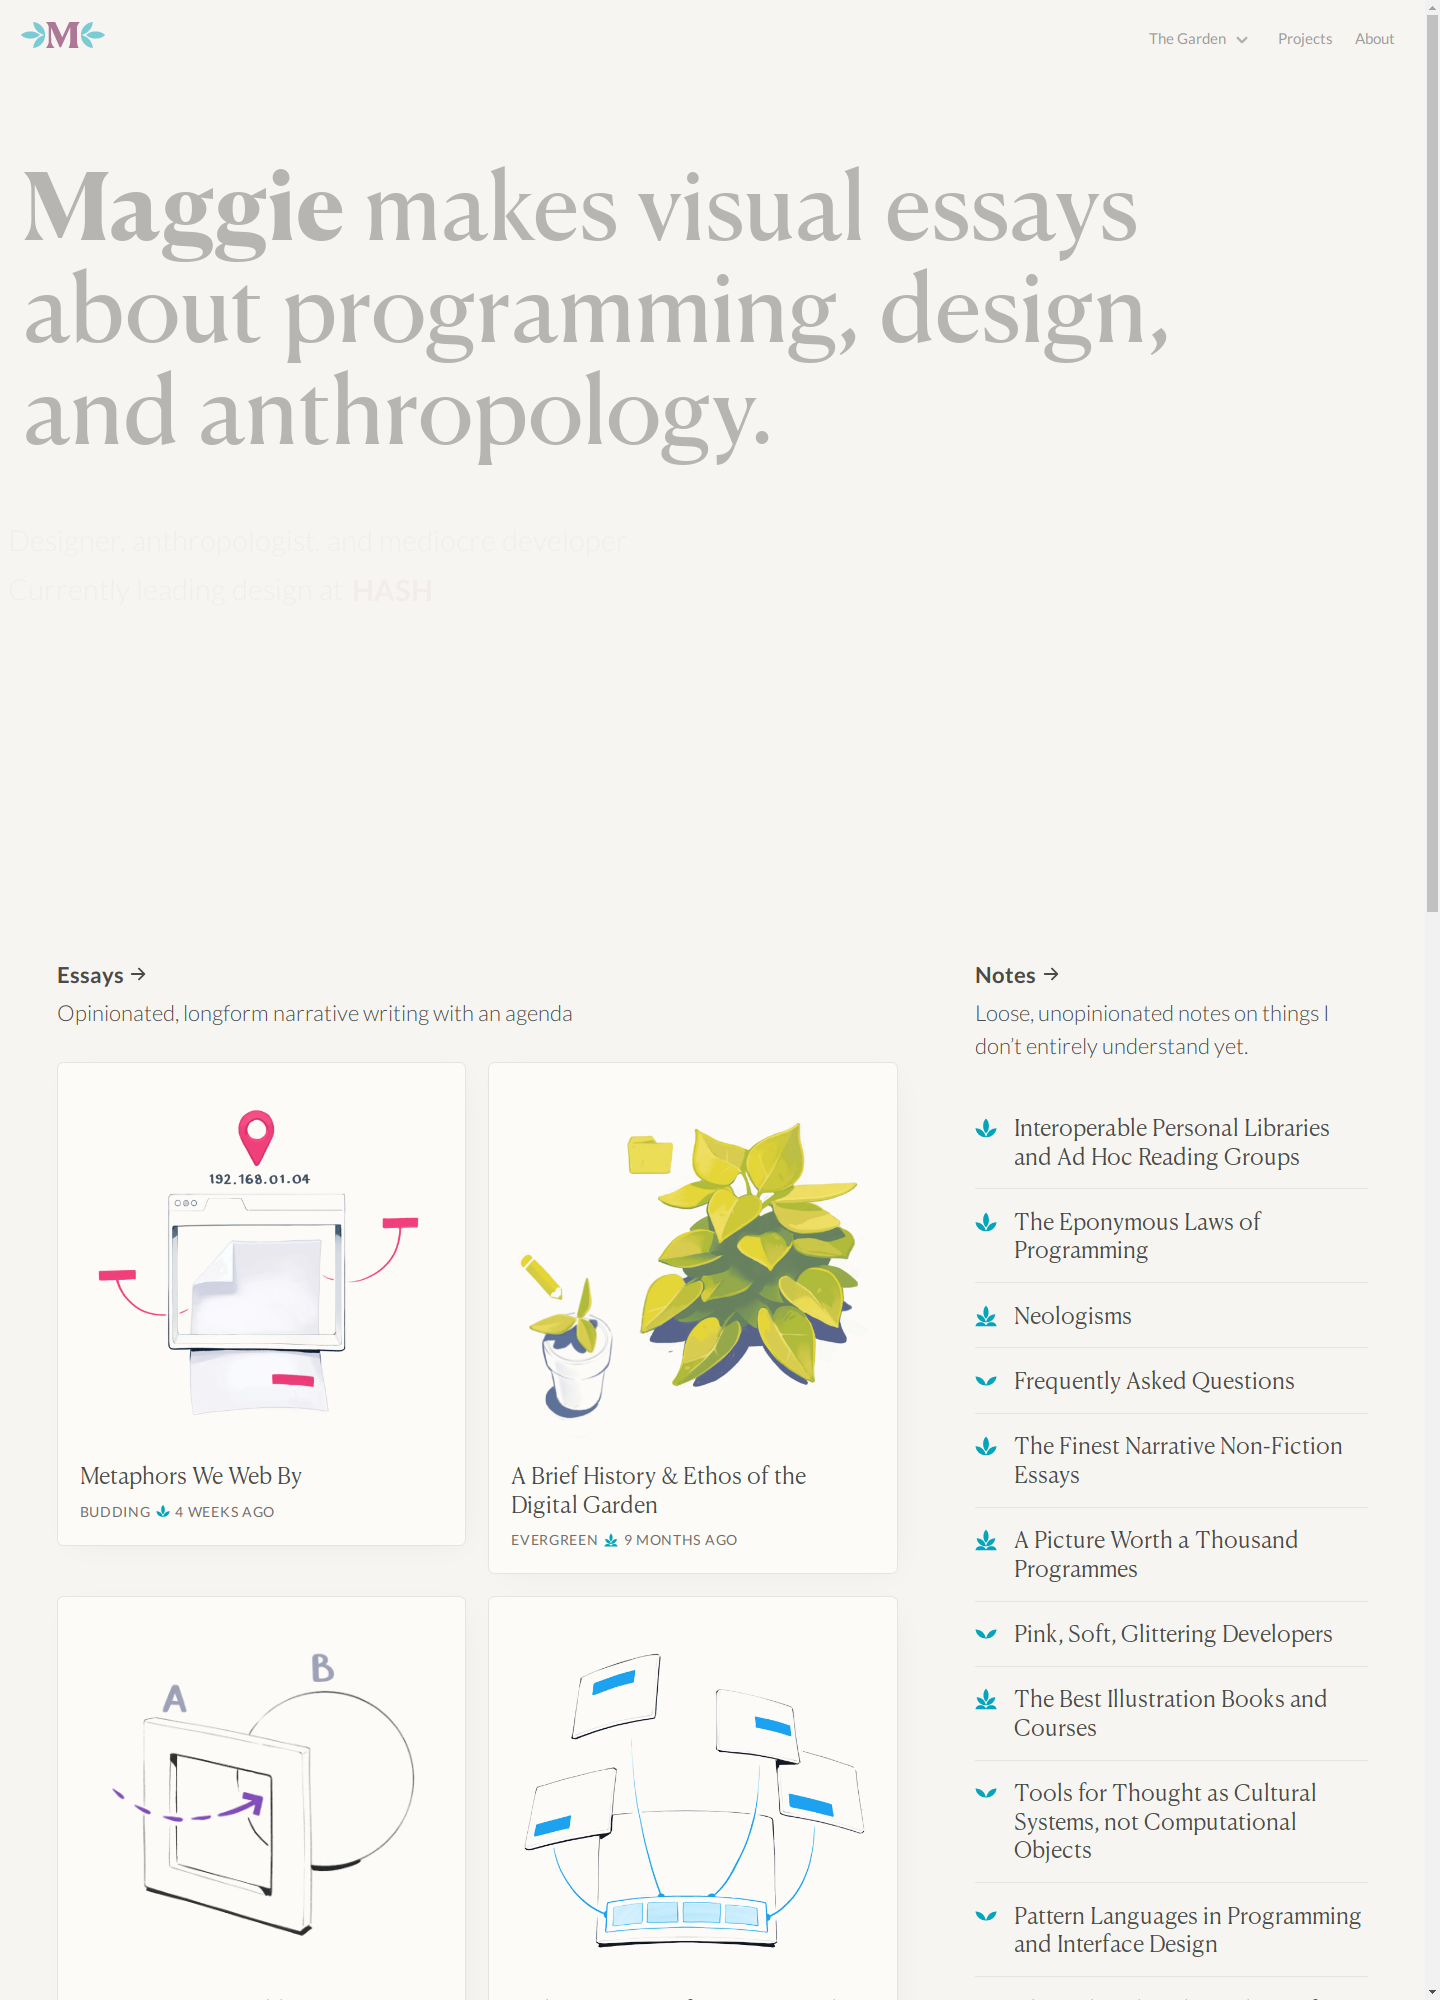 M
The Garden
Projects
About
Maggie makes visual essays
about programming, design,
and anthropology.
Designer, anthropologist, and mediocre developer
Currently leading design at HASH
Essays →
Opinionated, longform narrative writing with an agenda
192.168.01.04
Metaphors We Web By
BUDDING 4 WEEKS AGO
A Brief History & Ethos of the
Digital Garden
EVERGREEN 9 MONTHS AGO
A
B
Notes →
Loose, unopinionated notes on things I
don’t entirely understand yet.
Interoperable Personal Libraries
and Ad Hoc Reading Groups
The Eponymous Laws of
Programming
Neologisms
Frequently Asked Questions
The Finest Narrative Non-Fiction
Essays
A Picture Worth a Thousand
Programmes
Pink, Soft, Glittering Developers
The Best Illustration Books and
Courses
Tools for Thought as Cultural
Systems, not Computational
Objects
Pattern Languages in Programming
and Interface Design